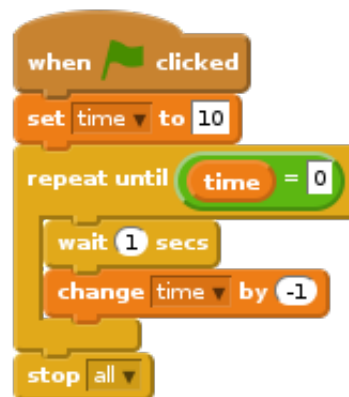 when clicked
set time to 10
repeat until time = 0
wait 1 secs
change time by -1
stop all